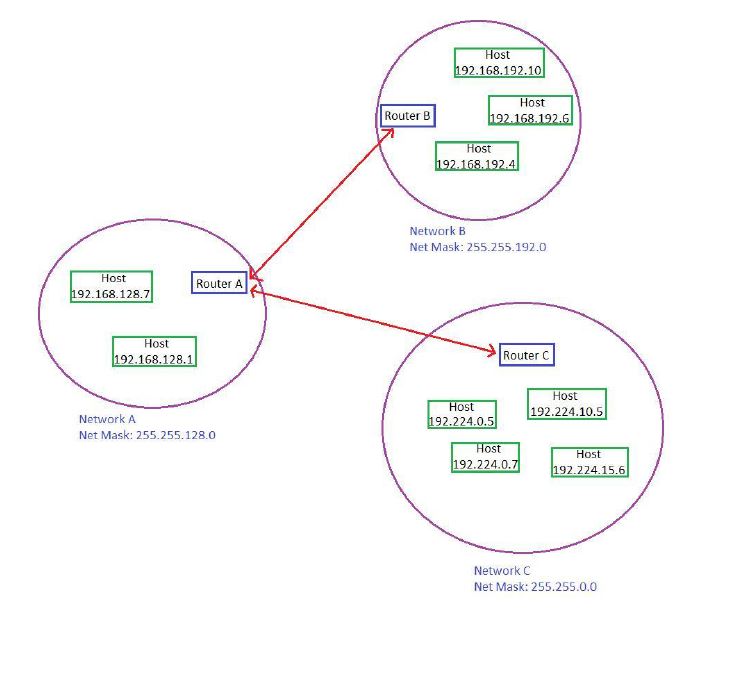 Host
192.168.192.10
Host
192.168.192.6
Router B
Host
192.168.192.4
Network B
Net Mask: 255.255.192.0
Host
192.168.128.7
Router A
Host
192.168.128.1
Network A
Net Mask: 255.255.128.0
Router C
Host
192.224.0.5
Host
192.224.10.5
Host
192.224.0.7
Host
192.224.15.6
Network C
Net Mask: 255.255.0.0